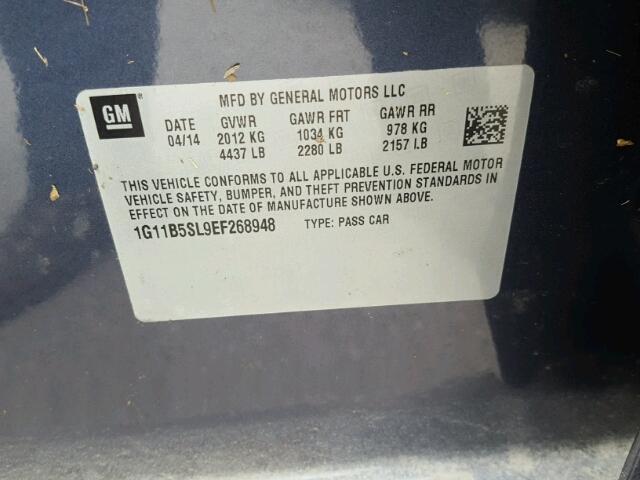 GM ®
MFD BY GENERAL MOTORS LLC
DATE GVWR GAWR FRT GAWR RR
04/14 2012 KG 1034 KG 978 KG
4437 LB 2280 LB 2157 LB
THIS VEHICLE CONFORMS TO ALL APPLICABLE U.S. FEDERAL MOTOR
VEHICLE SAFETY, BUMPER, AND THEFT PREVENTION STANDARDS IN
EFFECT ON THE DATE OF MANUFACTURE SHOWN ABOVE.
1G11B5SL9EF268948 TYPE: PASS CAR